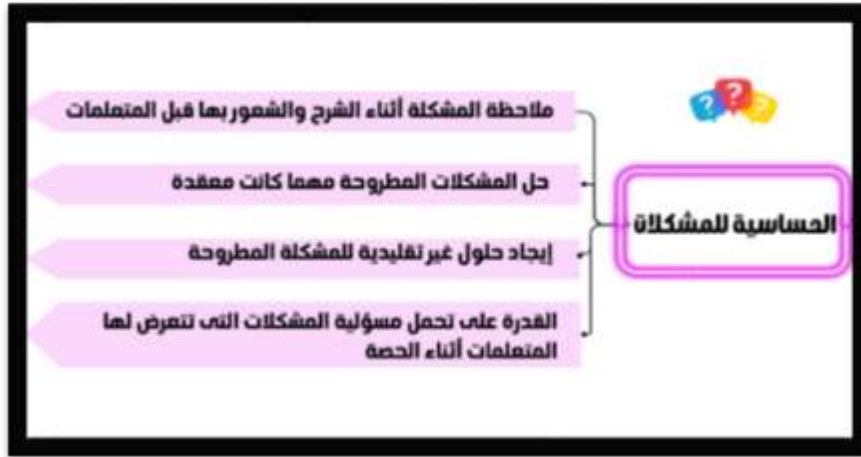 الحساسية للمشكلات
ملاحظة المشكلة أثناء الشرح والشعور بها قبل المتعلمات
حل المشكلات المطروحة مهما كانت معقدة
إيجاد حلول غير تقليدية للمشكلة المطروحة
القدرة على تحمل مسؤلية المشكلات التى تتعرض لها
المتعلمات أثناء الحصة